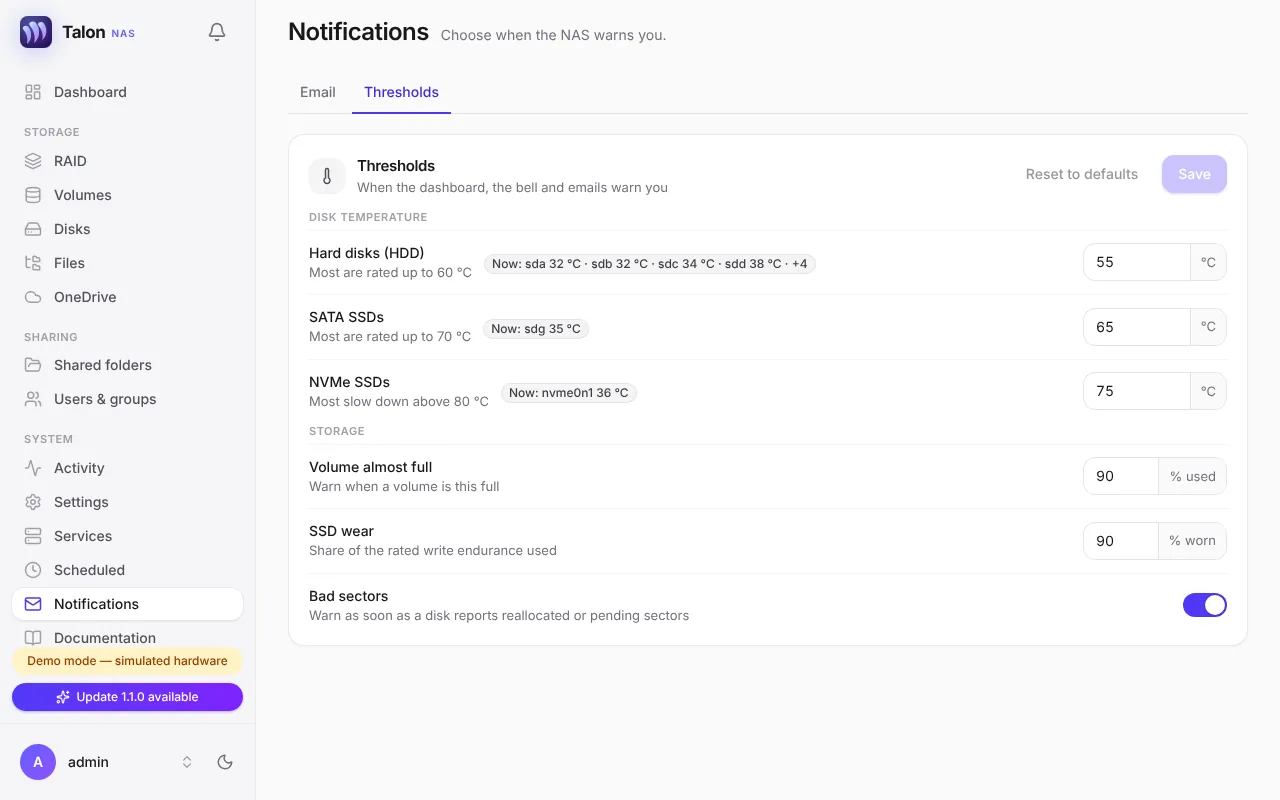 Talon NAS
Dashboard
STORAGE
RAID
Volumes
Disks
Files
OneDrive
SHARING
Shared folders
Users & groups
SYSTEM
Activity
Settings
Services
Scheduled
Notifications
Documentation
Demo mode — simulated hardware
Update 1.1.0 available
A admin
Notifications Choose when the NAS warns you.
Email Thresholds
Thresholds
When the dashboard, the bell and emails warn you
Reset to defaults Save
DISK TEMPERATURE
Hard disks (HDD)
Most are rated up to 60 °C
Now: sda 32 °C · sdb 32 °C · sdc 34 °C · sdd 38 °C · +4
55 °C
SATA SSDs
Most are rated up to 70 °C
Now: sdg 35 °C
65 °C
NVMe SSDs
Most slow down above 80 °C
Now: nvme0n1 36 °C
75 °C
STORAGE
Volume almost full
Warn when a volume is this full
90 % used
SSD wear
Share of the rated write endurance used
90 % worn
Bad sectors
Warn as soon as a disk reports reallocated or pending sectors